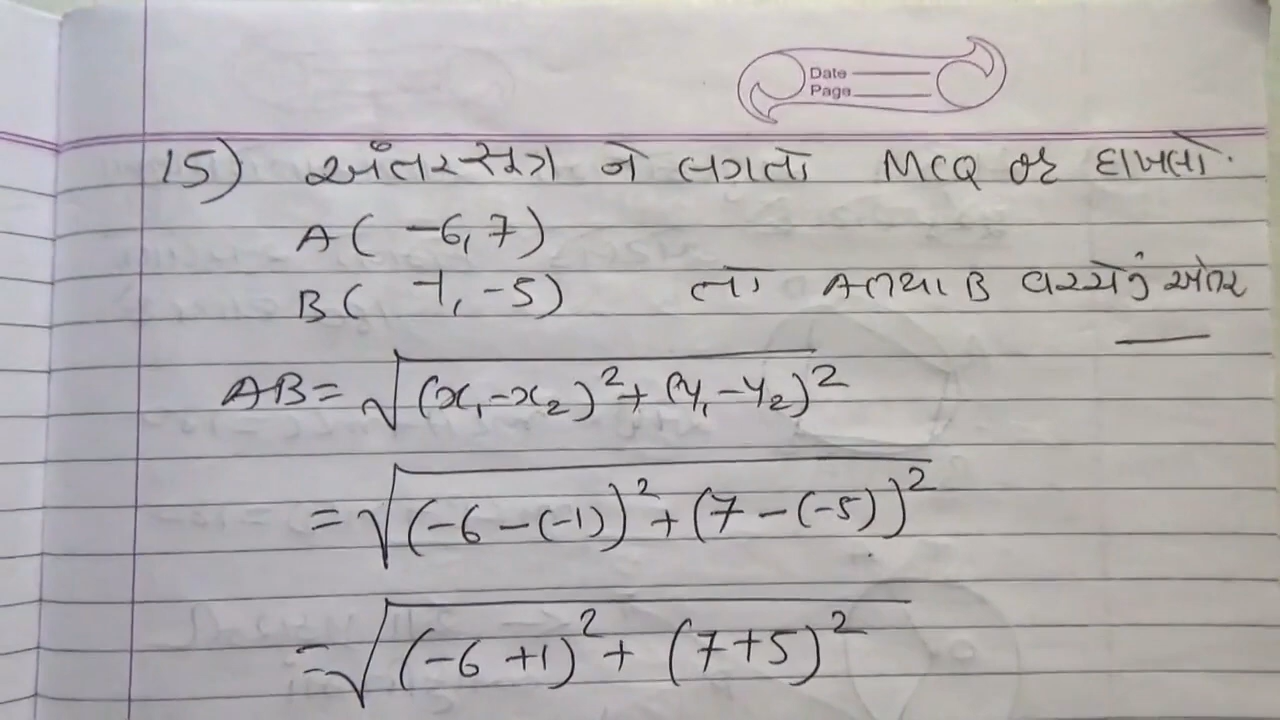 Date
Page
15) અંતરસૂત્ર ને લગતો MCQ કે દાખલો.
A(-6,7)
B(-1,-5) તો A તથા B વચ્ચેનું અંતર
AB = √(x₁-x₂)²+(y₁-y₂)²
= √(-6-(-1))²+(7-(-5))²
= √(-6+1)²+(7+5)²